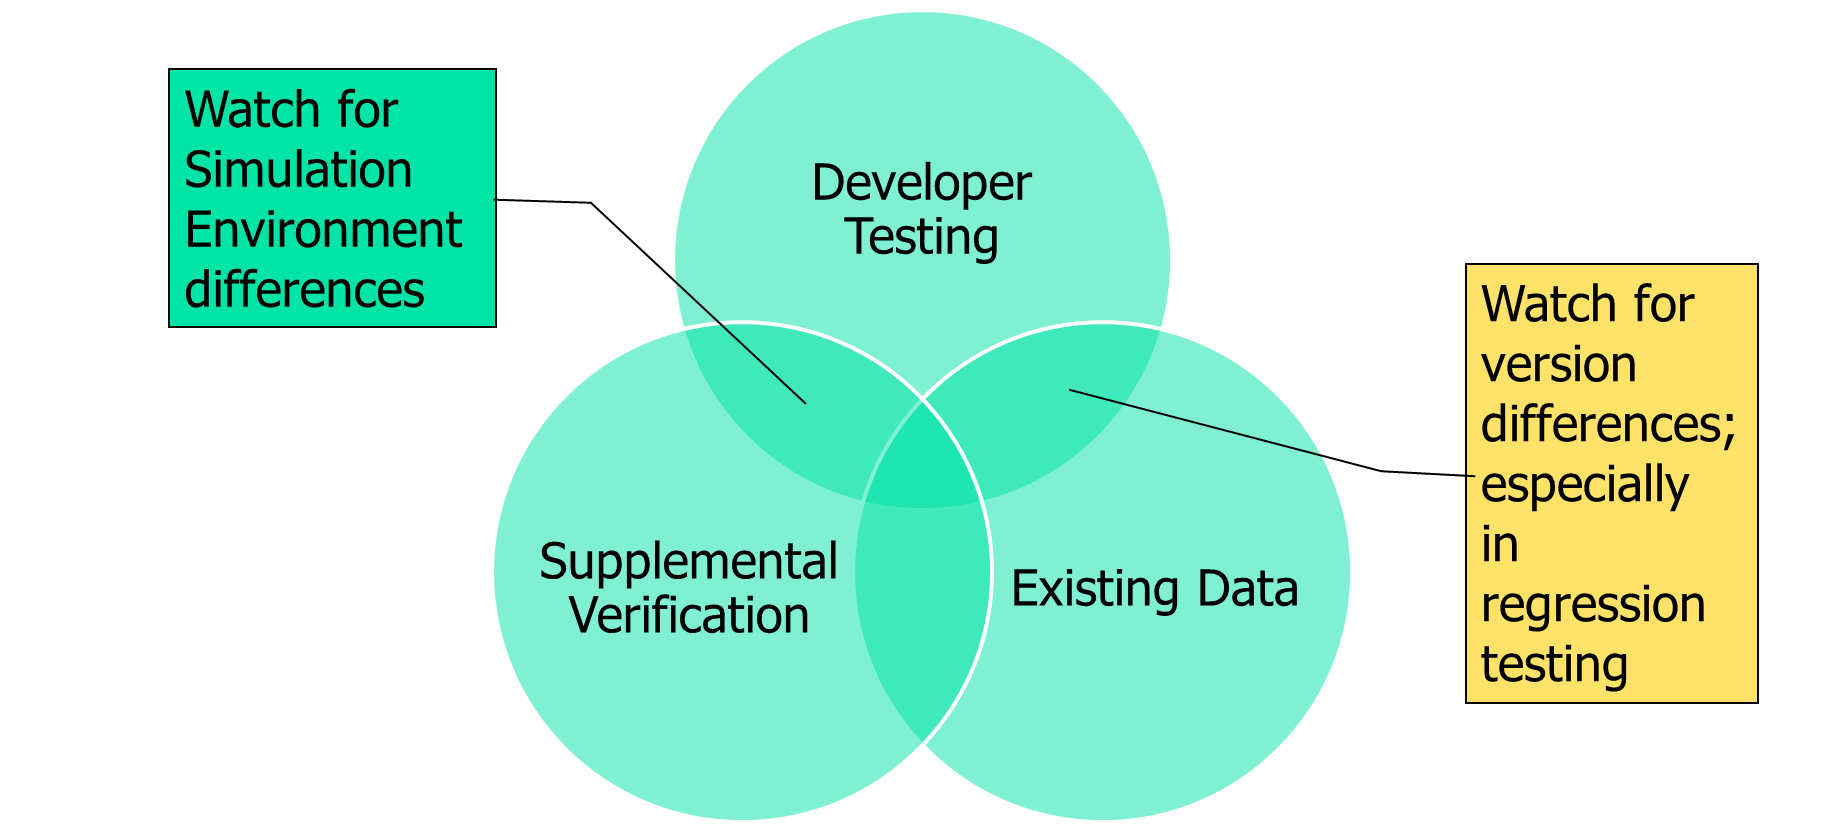 Watch for
Simulation
Environment
differences
Developer
Testing
Watch for
version
differences;
especially
in
regression
testing
Supplemental
Verification
Existing Data